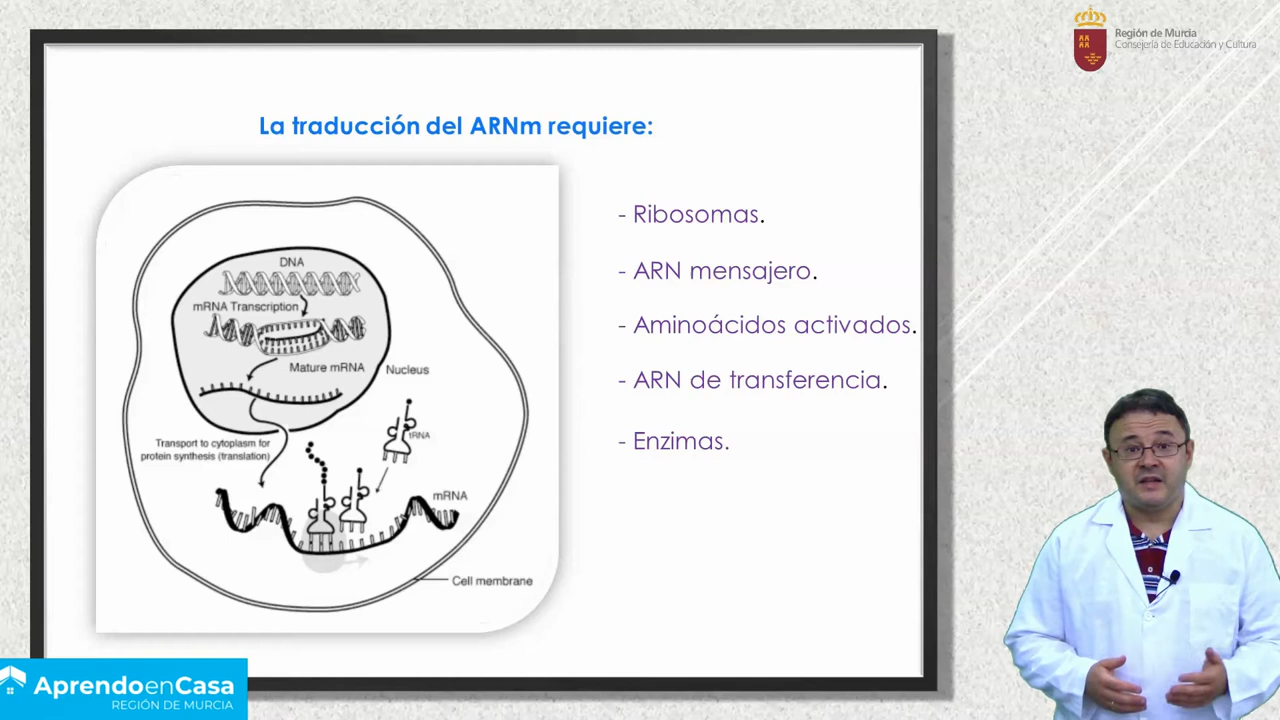 Región de Murcia
Consejería de Educación y Cultura
La traducción del ARNm requiere:
- Ribosomas.
- ARN mensajero.
- Aminoácidos activados.
- ARN de transferencia.
- Enzimas.
DNA
mRNA Transcription
Mature mRNA
Nucleus
Transport to cytoplasm for
protein synthesis (translation)
tRNA
mRNA
Cell membrane
AprendoenCasa
REGIÓN DE MURCIA